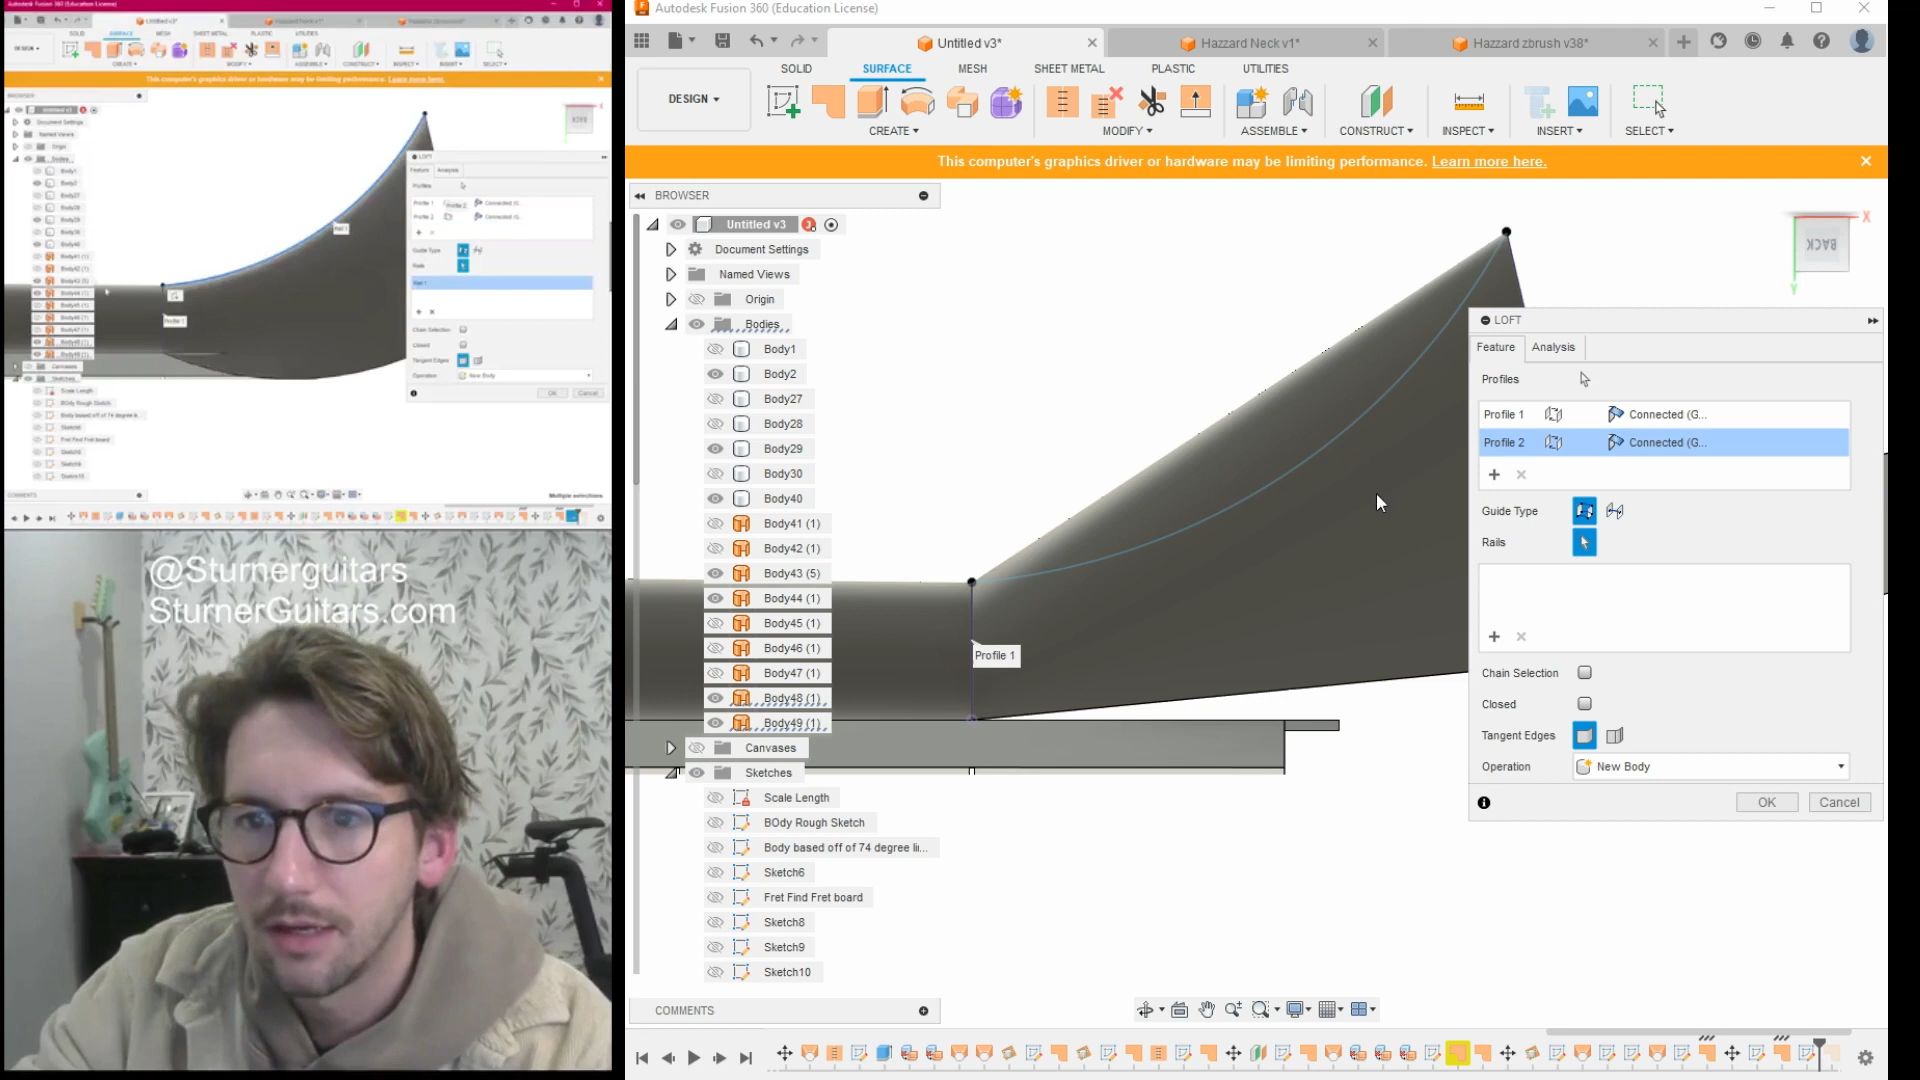 Autodesk Fusion 360 (Education License)
Untitled v3*
Hazzard Neck v1*
Hazzard zbrush v38*
SOLID
SURFACE
MESH
SHEET METAL
PLASTIC
UTILITIES
DESIGN
CREATE
MODIFY
ASSEMBLE
CONSTRUCT
INSPECT
INSERT
SELECT
This computer's graphics driver or hardware may be limiting performance. Learn more here.
BROWSER
Untitled v3
Document Settings
Named Views
Origin
Bodies
Body1
Body2
Body27
Body28
Body29
Body30
Body40
Body41 (1)
Body42 (1)
Body43 (5)
Body44 (1)
Body45 (1)
Body46 (1)
Body47 (1)
Body48 (1)
Body49 (1)
Canvases
Sketches
Scale Length
BOdy Rough Sketch
Body based off of 74 degree li...
Sketch6
Fret Find Fret board
Sketch8
Sketch9
Sketch10
COMMENTS
Profile 1
BACK
X
Y
LOFT
Feature
Analysis
Profiles
Profile 1
Connected (G...
Profile 2
Connected (G...
Guide Type
Rails
Chain Selection
Closed
Tangent Edges
Operation
New Body
OK
Cancel
@Sturnerguitars
SturnerGuitars.com